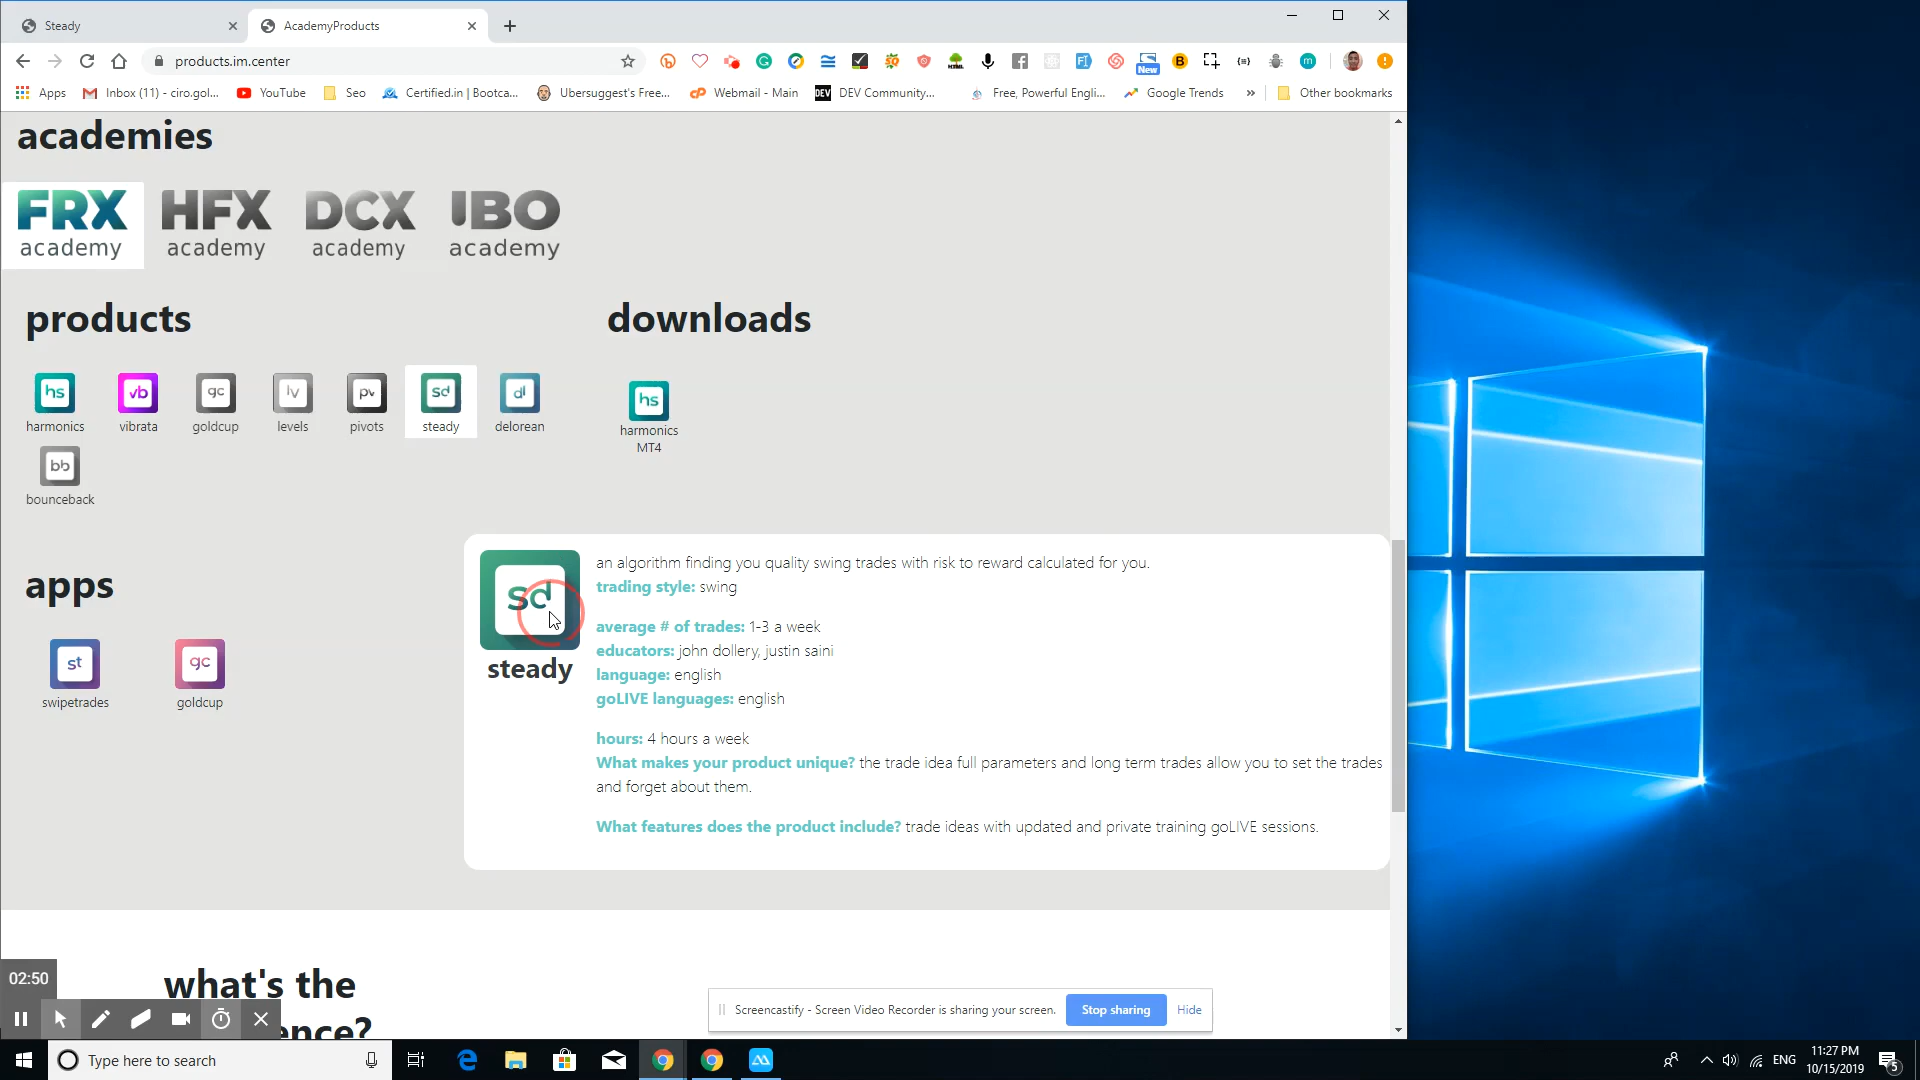 Steady
AcademyProducts
products.im.center
New
Apps
Inbox (11) - ciro.gol...
YouTube
Seo
Certified.in | Bootca...
Ubersuggest's Free...
Webmail - Main
DEV Community...
Free, Powerful Engli...
Google Trends
Other bookmarks
academies
FRX academy
HFX academy
DCX academy
IBO academy
products
downloads
hs
vb
gc
lv
pv
sd
dl
harmonics
vibrata
goldcup
levels
pivots
steady
delorean
hs
harmonics
MT4
bb
bounceback
apps
st
swipetrades
gc
goldcup
sd
steady
an algorithm finding you quality swing trades with risk to reward calculated for you.
trading style: swing
average # of trades: 1-3 a week
educators: john dollery, justin saini
language: english
goLIVE languages: english
hours: 4 hours a week
What makes your product unique? the trade idea full parameters and long term trades allow you to set the trades
and forget about them.
What features does the product include? trade ideas with updated and private training goLIVE sessions.
what's the
ence?
02:50
Screencastify - Screen Video Recorder is sharing your screen.
Stop sharing
Hide
Type here to search
ENG
11:27 PM
10/15/2019
5